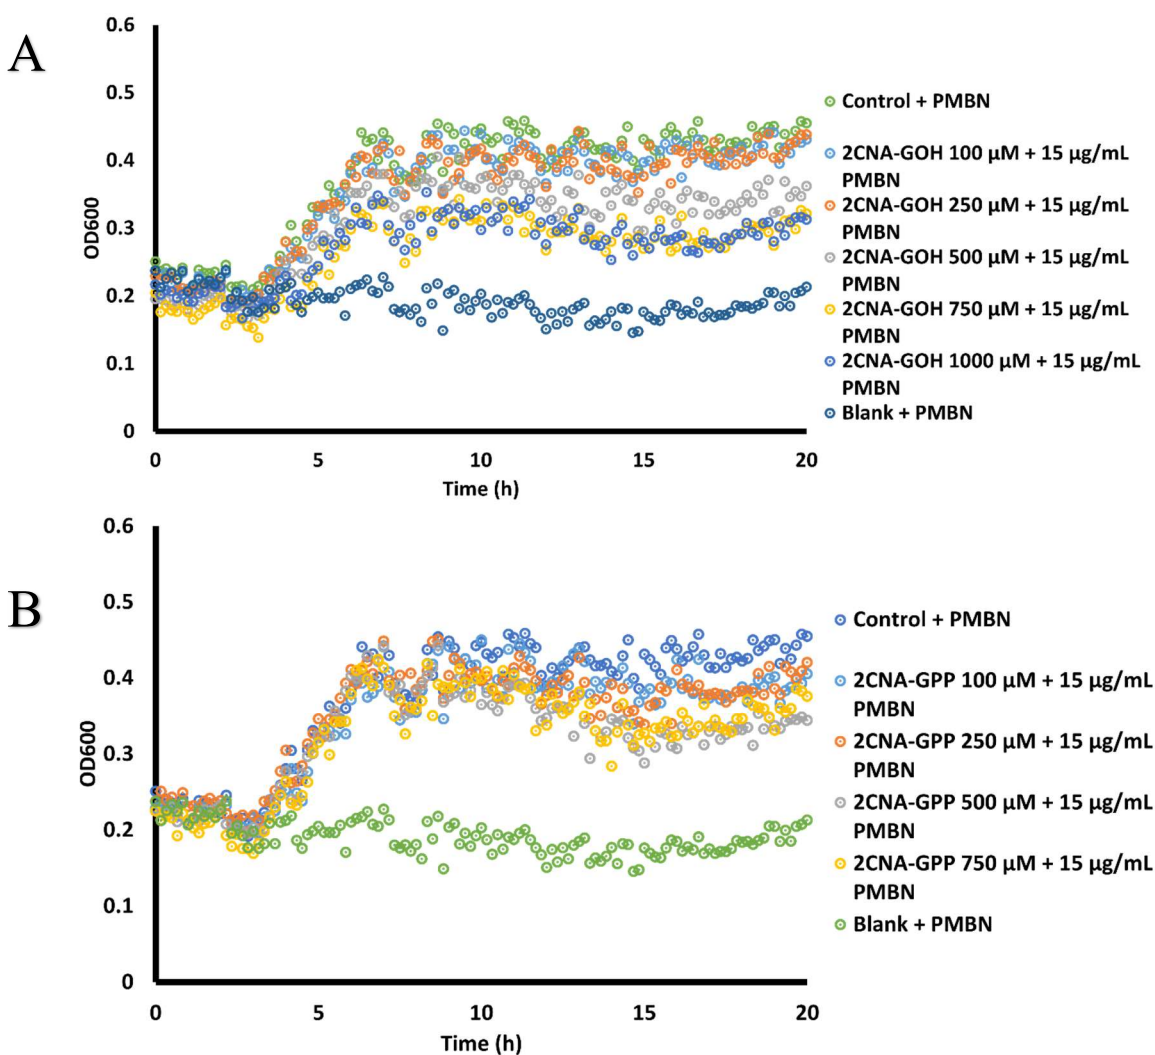 A
0.6
0.5
0.4
0.3
0.2
0.1
0
OD600
0
5
10
15
20
Time (h)
Control + PMBN
2CNA-GOH 100 µM + 15 µg/mL
PMBN
2CNA-GOH 250 µM + 15 µg/mL
PMBN
2CNA-GOH 500 µM + 15 µg/mL
PMBN
2CNA-GOH 750 µM + 15 µg/mL
PMBN
2CNA-GOH 1000 µM + 15 µg/mL
PMBN
Blank + PMBN
B
0.6
0.5
0.4
0.3
0.2
0.1
0
OD600
0
5
10
15
20
Time (h)
Control + PMBN
2CNA-GPP 100 µM + 15 µg/mL
PMBN
2CNA-GPP 250 µM + 15 µg/mL
PMBN
2CNA-GPP 500 µM + 15 µg/mL
PMBN
2CNA-GPP 750 µM + 15 µg/mL
PMBN
Blank + PMBN